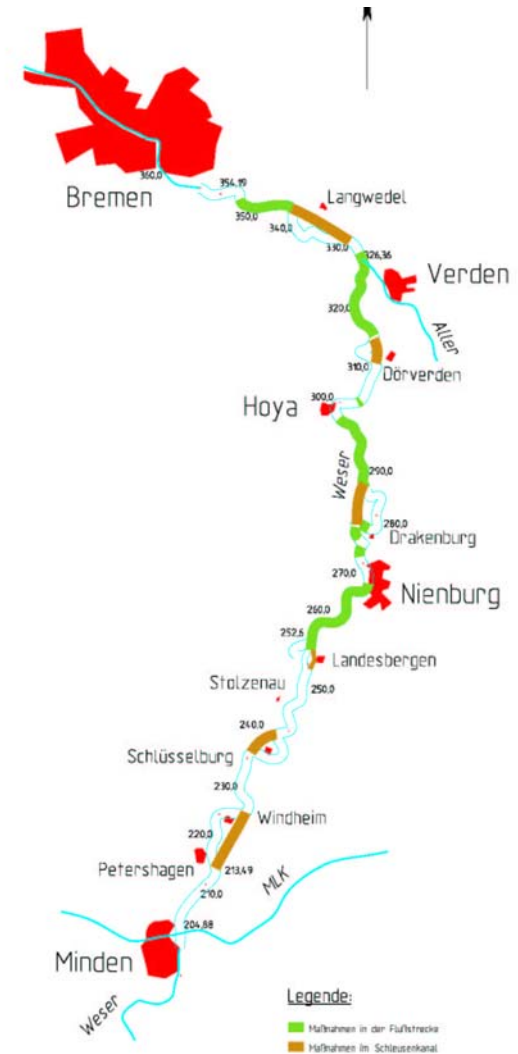 360,0
Bremen
354,19
350,0
Langwedel
340,0
330,0
326,36
Verden
320,0
Aller
310,0
Dörverden
300,0
Hoya
Weser
290,0
280,0
Drakenburg
270,0
Nienburg
260,0
252,6
Landesbergen
250,0
Stolzenau
240,0
Schlüsselburg
230,0
Windheim
220,0
Petershagen
213,49
MLK
210,0
204,88
Minden
Weser
Legende:
Maßnahmen in der Flußstrecke
Maßnahmen im Schleusenkanal